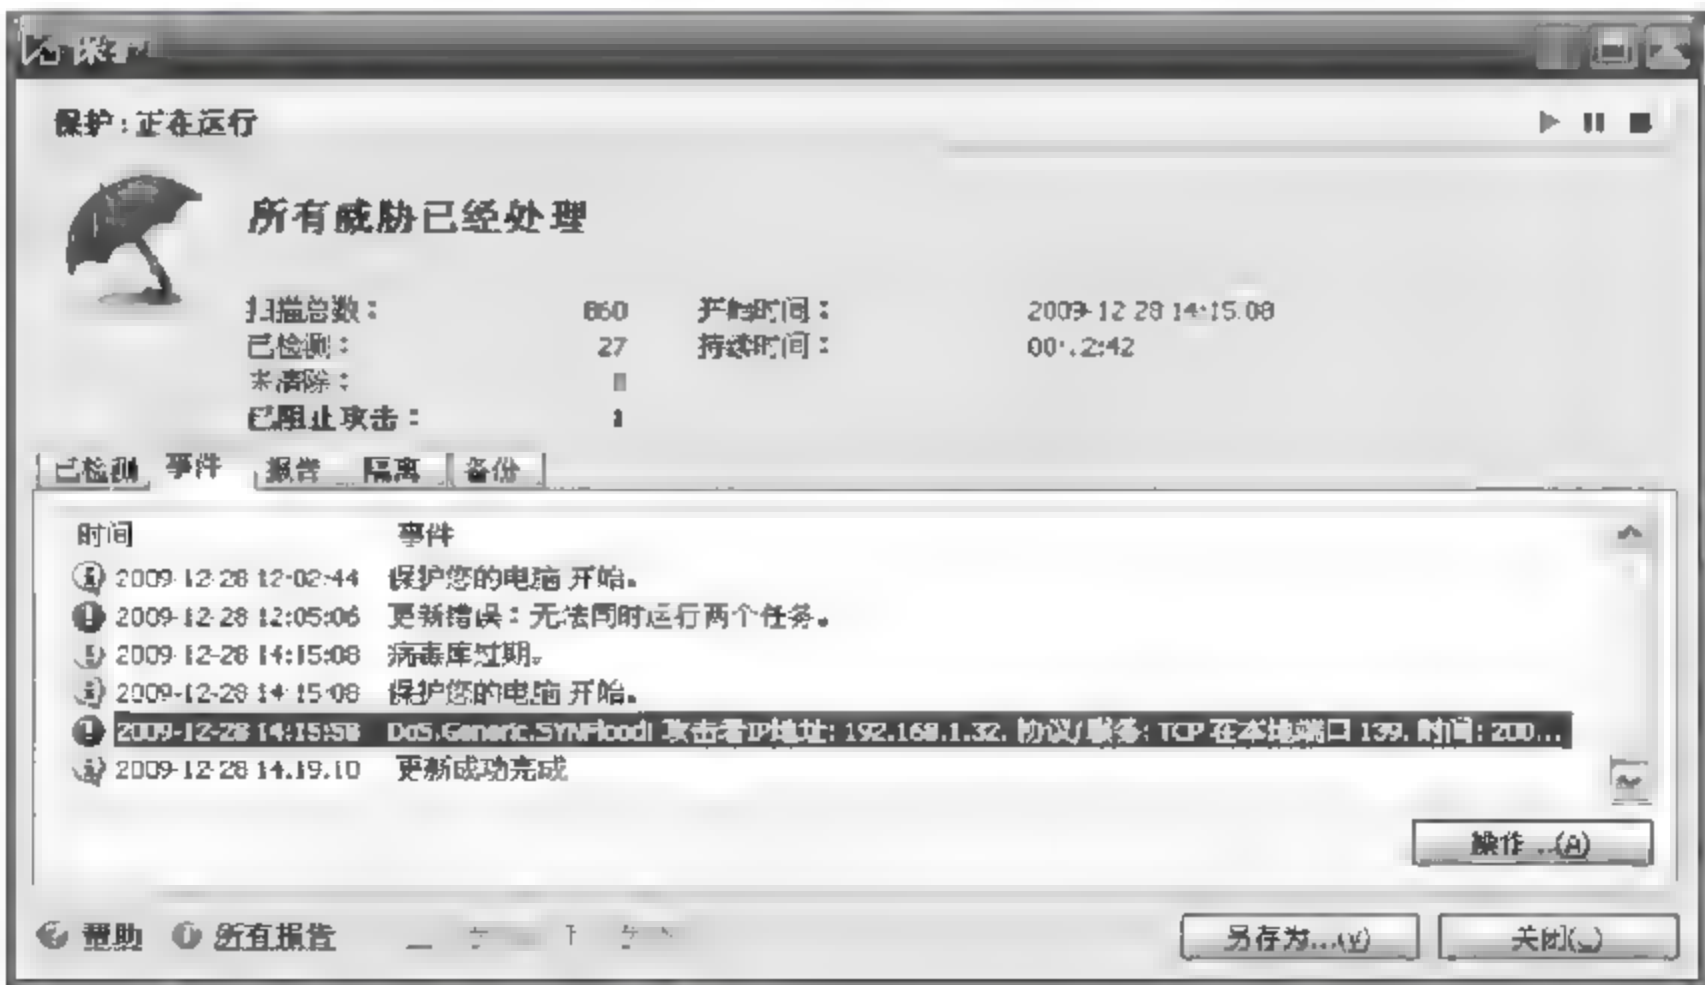 保护
保护：正在运行
所有威胁已经处理
扫描总数： 860 开始时间： 2009-12-28 14:15:08
已检测： 27 持续时间：
未清除：
已阻止攻击： 1
已检测 事件 报告 隔离 备份
时间 事件
2009-12-28 12:02:44 保护您的电脑 开始。
2009-12-28 12:05:06 更新错误：无法同时运行两个任务。
2009-12-28 14:15:08 病毒库过期。
2009-12-28 14:15:08 保护您的电脑 开始。
2009-12-28 14:15:58 DoS.Generic.SYNFlood! 攻击者IP地址: 192.168.1.32. 协议/服务: TCP 在本地端口 139. 时间: 200...
2009-12-28 14:19:10 更新成功完成
操作...(A)
帮助 所有报告 另存为... 关闭